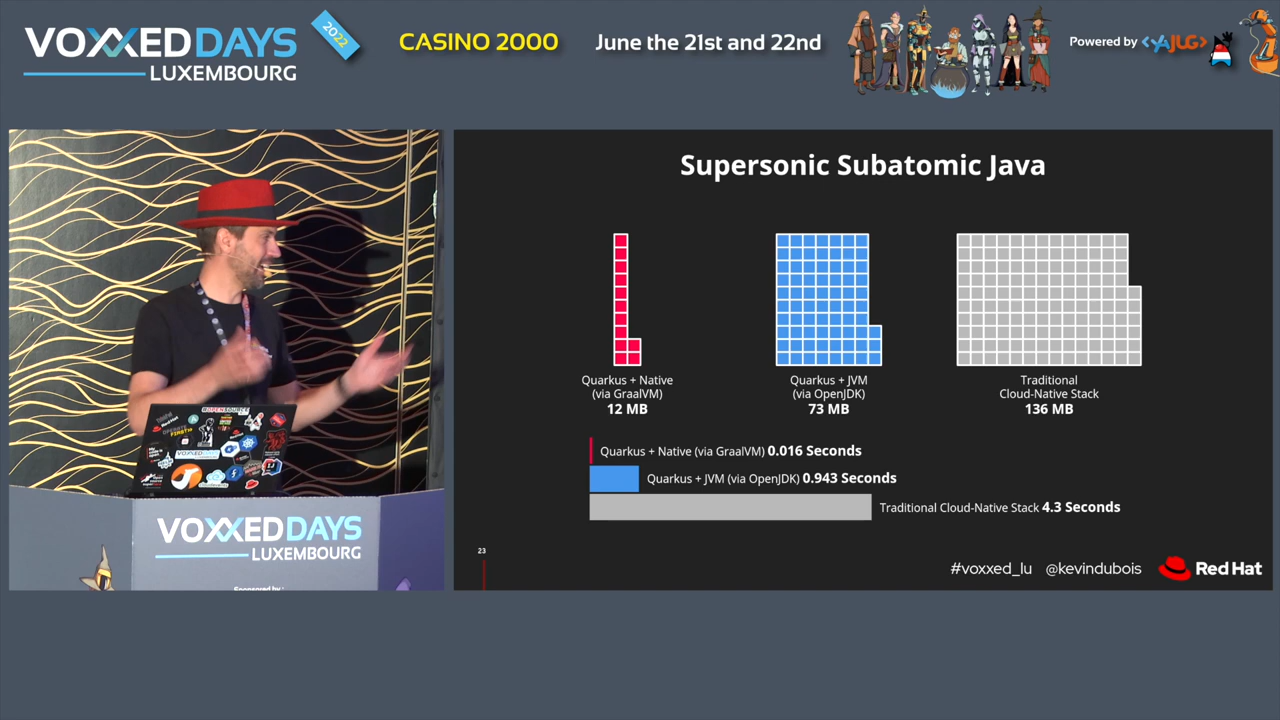 VOXXED DAYS
LUXEMBOURG
2022
CASINO 2000
June the 21st and 22nd
Powered by <YAJUG>
Supersonic Subatomic Java
Quarkus + Native
(via GraalVM)
12 MB
Quarkus + JVM
(via OpenJDK)
73 MB
Traditional
Cloud-Native Stack
136 MB
Quarkus + Native (via GraalVM) 0.016 Seconds
Quarkus + JVM (via OpenJDK) 0.943 Seconds
Traditional Cloud-Native Stack 4.3 Seconds
23
#voxxed_lu @kevindubois Red Hat
VOXXED DAYS
LUXEMBOURG
Sponsored by :